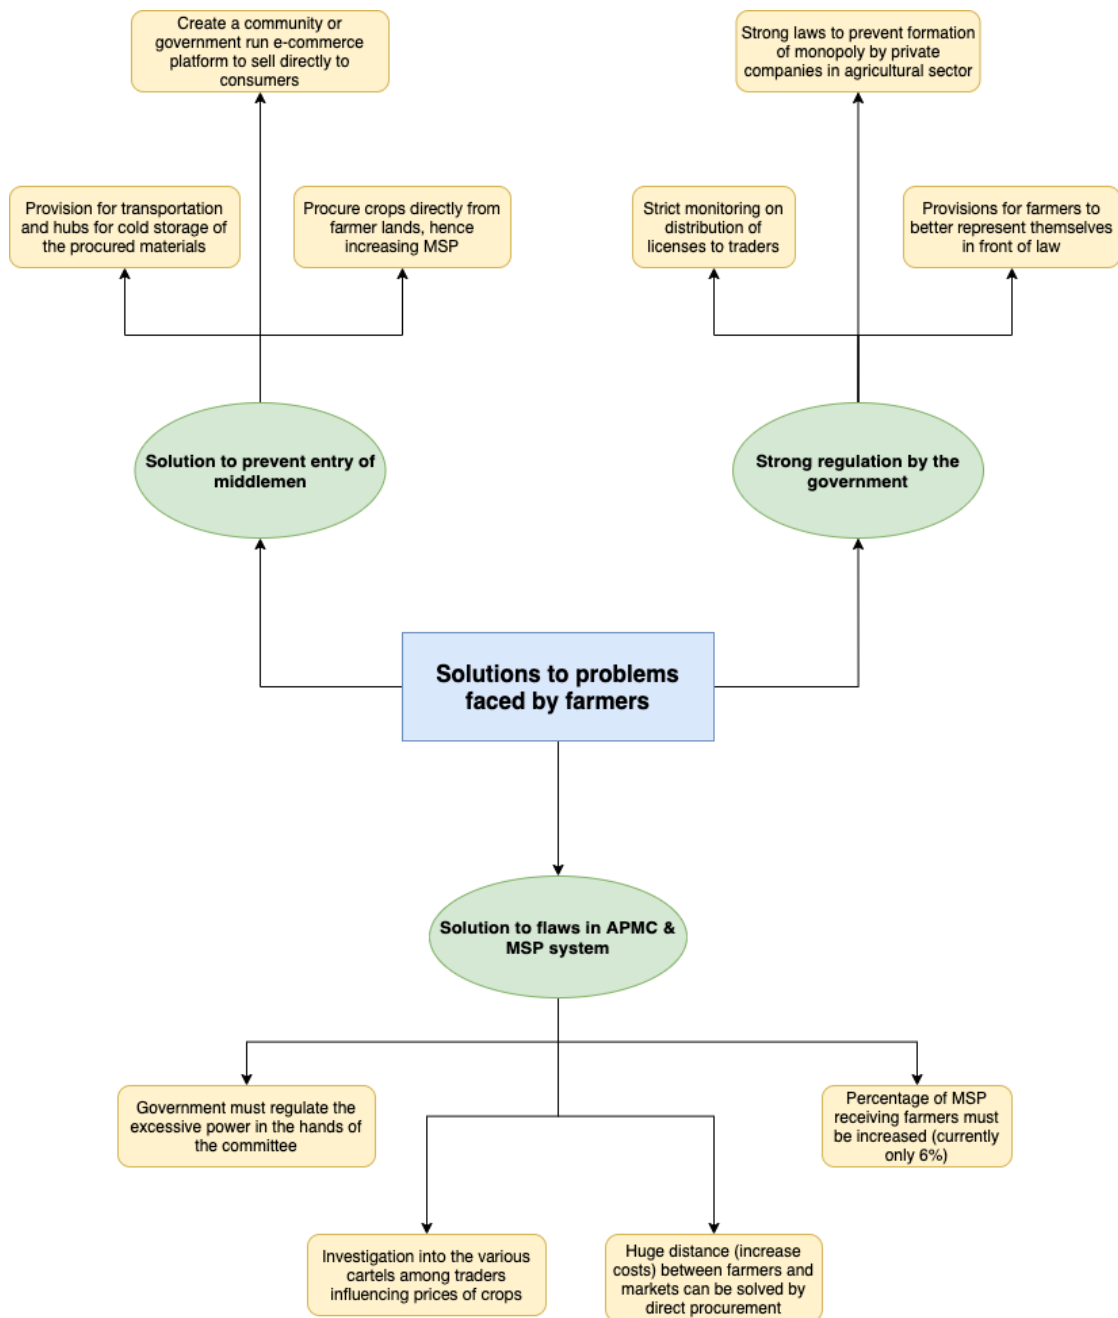 Create a community or
government run e-commerce
platform to sell directly to
consumers
Strong laws to prevent formation
of monopoly by private
companies in agricultural sector
Provision for transportation
and hubs for cold storage of
the procured materials
Procure crops directly from
farmer lands, hence
increasing MSP
Strict monitoring on
distribution of
licenses to traders
Provisions for farmers to
better represent themselves
in front of law
Solution to prevent entry of
middlemen
Strong regulation by the
government
Solutions to problems
faced by farmers
Solution to flaws in APMC &
MSP system
Government must regulate the
excessive power in the hands of
the committee
Percentage of MSP
receiving farmers must
be increased (currently
only 6%)
Investigation into the various
cartels among traders
influencing prices of crops
Huge distance (increase
costs) between farmers and
markets can be solved by
direct procurement